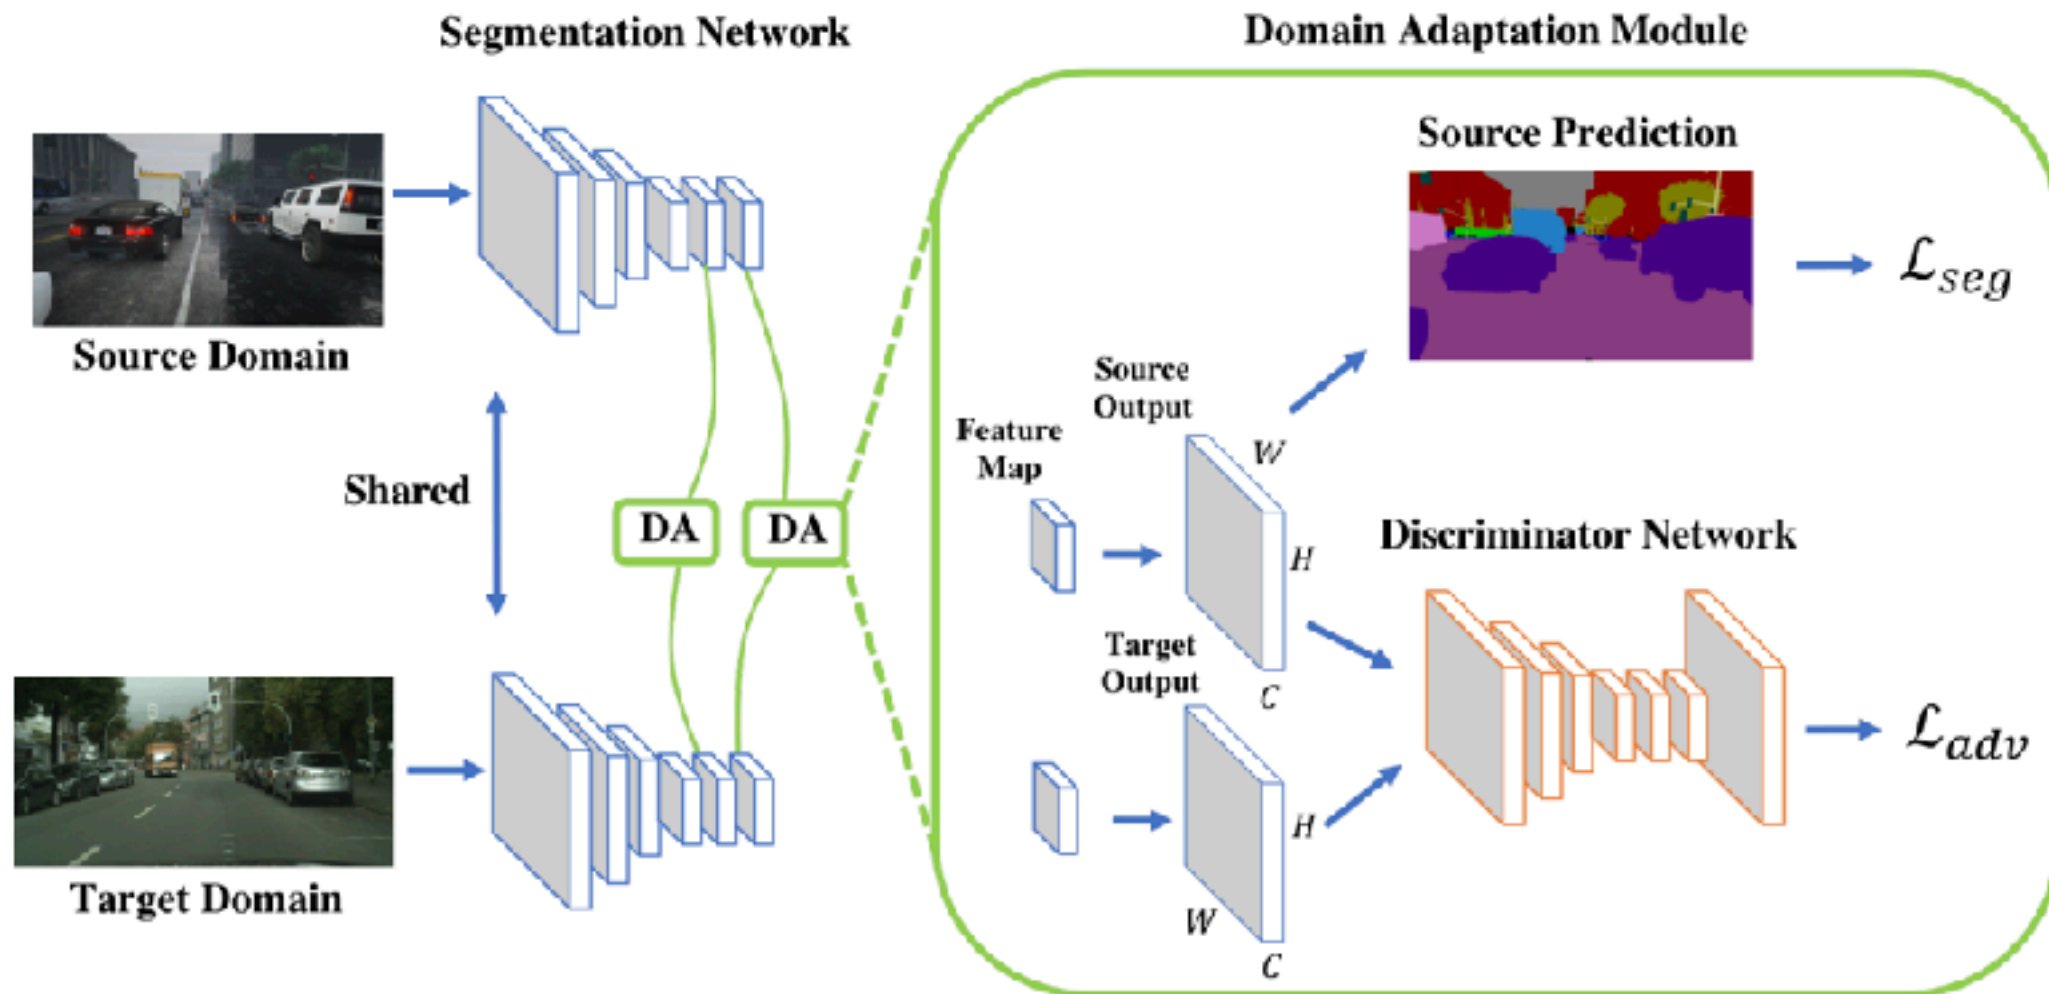 Segmentation Network
Domain Adaptation Module
Source Domain
Shared
Target Domain
DA
DA
Source Prediction
ℒseg
Source
Output
Feature
Map
W
H
C
Target
Output
H
W
C
Discriminator Network
ℒadv